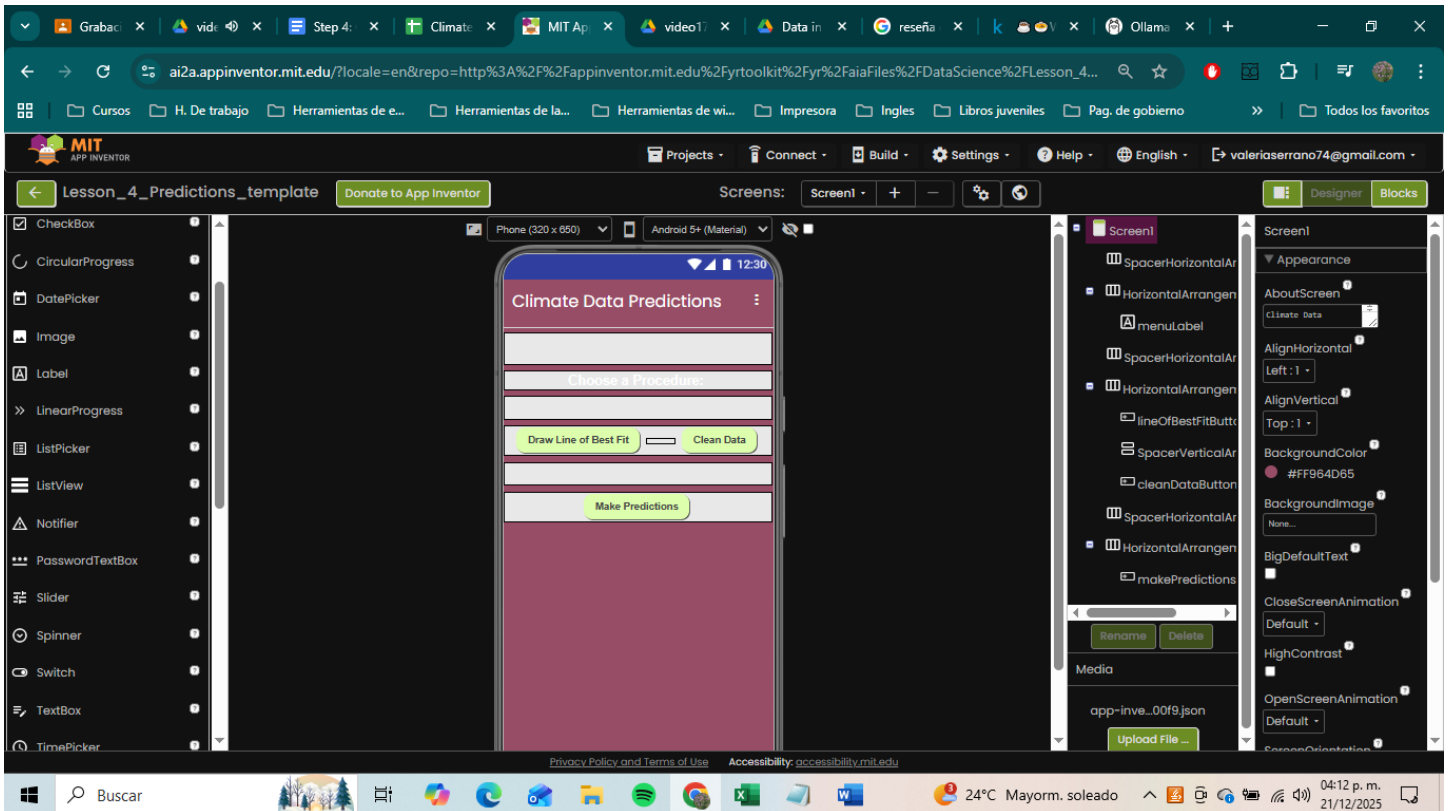 Grabaci
vide
Step 4:
Climate
MIT Ap
video17
Data in
reseña
Ollama
ai2a.appinventor.mit.edu/?locale=en&repo=http%3A%2F%2Fappinventor.mit.edu%2Fyrtoolkit%2Fyr%2FaiaFiles%2FDataScience%2FLesson_4...
Cursos
H. De trabajo
Herramientas de e...
Herramientas de la...
Herramientas de wi...
Impresora
Ingles
Libros juveniles
Pag. de gobierno
»
Todos los favoritos
MIT
APP INVENTOR
Projects
Connect
Build
Settings
Help
English
valeriaserrano74@gmail.com
Lesson_4_Predictions_template
Donate to App Inventor
Screens:
Screen1
Designer
Blocks
CheckBox
CircularProgress
DatePicker
Image
Label
LinearProgress
ListPicker
ListView
Notifier
PasswordTextBox
Slider
Spinner
Switch
TextBox
TimePicker
Phone (320 x 650)
Android 5+ (Material)
12:30
Climate Data Predictions
Choose a Procedure:
Draw Line of Best Fit
Clean Data
Make Predictions
Screen1
SpacerHorizontalAr
HorizontalArrangen
menuLabel
SpacerHorizontalAr
HorizontalArrangen
lineOfBestFitButto
SpacerVerticalAr
cleanDataButton
SpacerHorizontalAr
HorizontalArrangen
makePredictions
Rename
Delete
Media
app-inve...00f9.json
Upload File ...
Screen1
Appearance
AboutScreen
Climate Data
AlignHorizontal
Left : 1
AlignVertical
Top : 1
BackgroundColor
#FF964D65
BackgroundImage
None...
BigDefaultText
CloseScreenAnimation
Default
HighContrast
OpenScreenAnimation
Default
ScreenOrientation
Privacy Policy and Terms of Use
Accessibility: accessibility.mit.edu
Buscar
24°C Mayorm. soleado
04:12 p. m.
21/12/2025